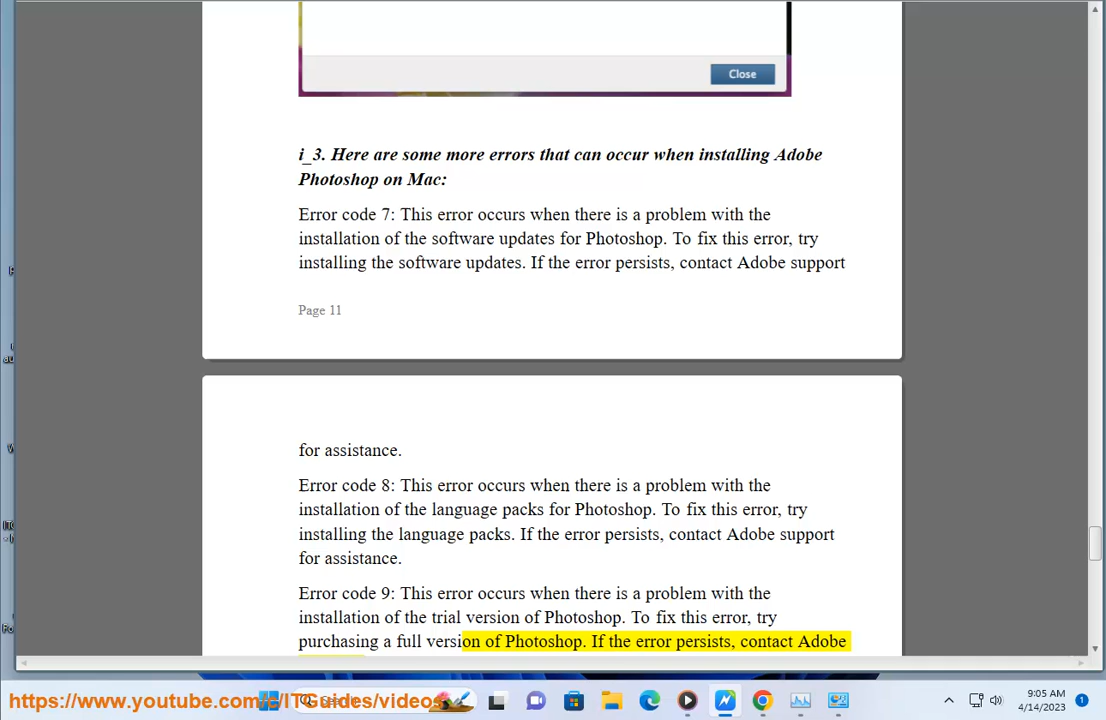 Close
i_3. Here are some more errors that can occur when installing Adobe
Photoshop on Mac:
Error code 7: This error occurs when there is a problem with the
installation of the software updates for Photoshop. To fix this error, try
installing the software updates. If the error persists, contact Adobe support
Page 11
for assistance.
Error code 8: This error occurs when there is a problem with the
installation of the language packs for Photoshop. To fix this error, try
installing the language packs. If the error persists, contact Adobe support
for assistance.
Error code 9: This error occurs when there is a problem with the
installation of the trial version of Photoshop. To fix this error, try
purchasing a full version of Photoshop. If the error persists, contact Adobe
https://www.youtube.com/c/ITGuides/videos
9:05 AM
4/14/2023
1